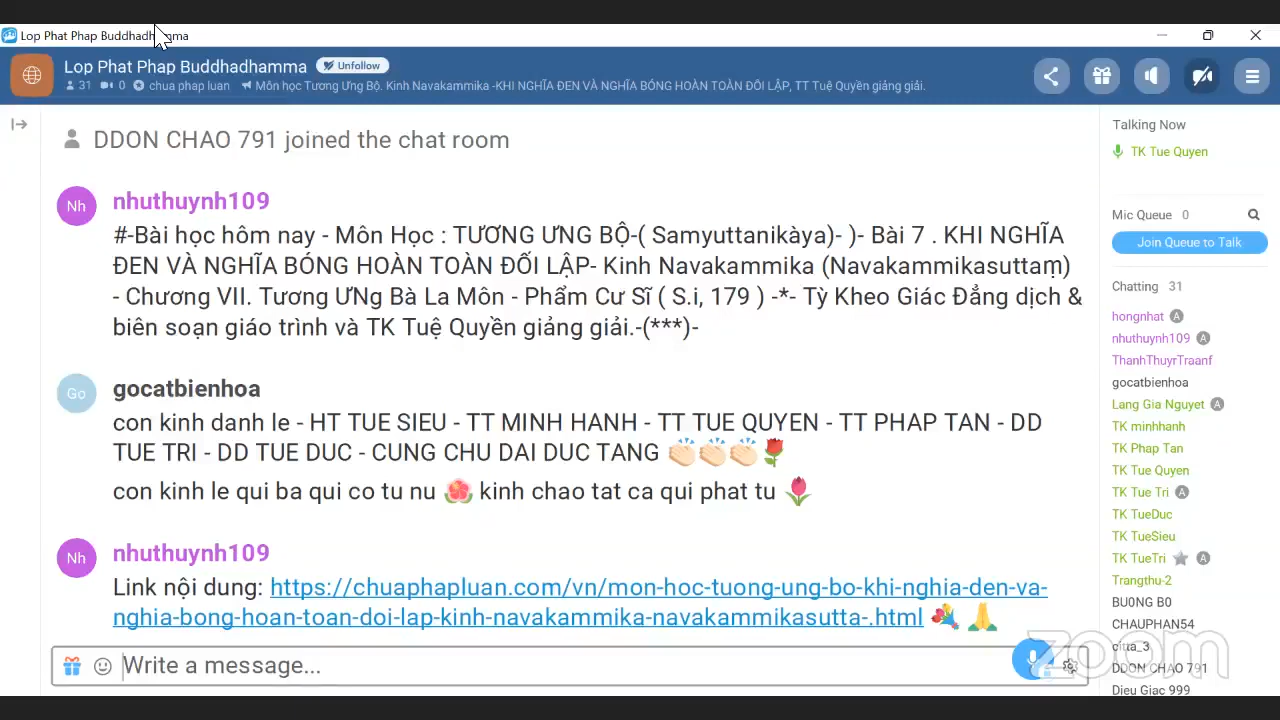 Lop Phat Phap Buddhadhamma
Lop Phat Phap Buddhadhamma Unfollow
31 0 chua phap luan Môn học Tương Ưng Bộ. Kinh Navakammika -KHI NGHĨA ĐEN VÀ NGHĨA BÓNG HOÀN TOÀN ĐỐI LẬP, TT Tuệ Quyền giảng giải.
DDON CHAO 791 joined the chat room
Nh nhuthuynh109
#-Bài học hôm nay - Môn Học : TƯƠNG ƯNG BỘ-( Samyuttanikàya)- )- Bài 7 . KHI NGHĨA
ĐEN VÀ NGHĨA BÓNG HOÀN TOÀN ĐỐI LẬP- Kinh Navakammika (Navakammikasuttaṃ)
- Chương VII. Tương ƯNg Bà La Môn - Phẩm Cư Sĩ ( S.i, 179 ) -*- Tỳ Kheo Giác Đẳng dịch &
biên soạn giáo trình và TK Tuệ Quyền giảng giải.-(***)-
Go gocatbienhoa
con kinh danh le - HT TUE SIEU - TT MINH HANH - TT TUE QUYEN - TT PHAP TAN - DD
TUE TRI - DD TUE DUC - CUNG CHU DAI DUC TANG 👏🏻👏🏻👏🏻🌹
con kinh le qui ba qui co tu nu 🌺 kinh chao tat ca qui phat tu 🌷
Nh nhuthuynh109
Link nội dung: https://chuaphapluan.com/vn/mon-hoc-tuong-ung-bo-khi-nghia-den-va-
nghia-bong-hoan-toan-doi-lap-kinh-navakammika-navakammikasutta-.html 💐 🙏
Write a message...
Talking Now
TK Tue Quyen
Mic Queue 0
Join Queue to Talk
Chatting 31
hongnhat A
nhuthuynh109 A
ThanhThuyrTraanf
gocatbienhoa
Lang Gia Nguyet A
TK minhhanh
TK Phap Tan
TK Tue Quyen
TK Tue Tri A
TK TueDuc
TK TueSieu
TK TueTri A
Trangthu-2
BU0NG B0
CHAUPHAN54
ciua_3
DDON CHAO 791
Dieu Giac 999
zoom